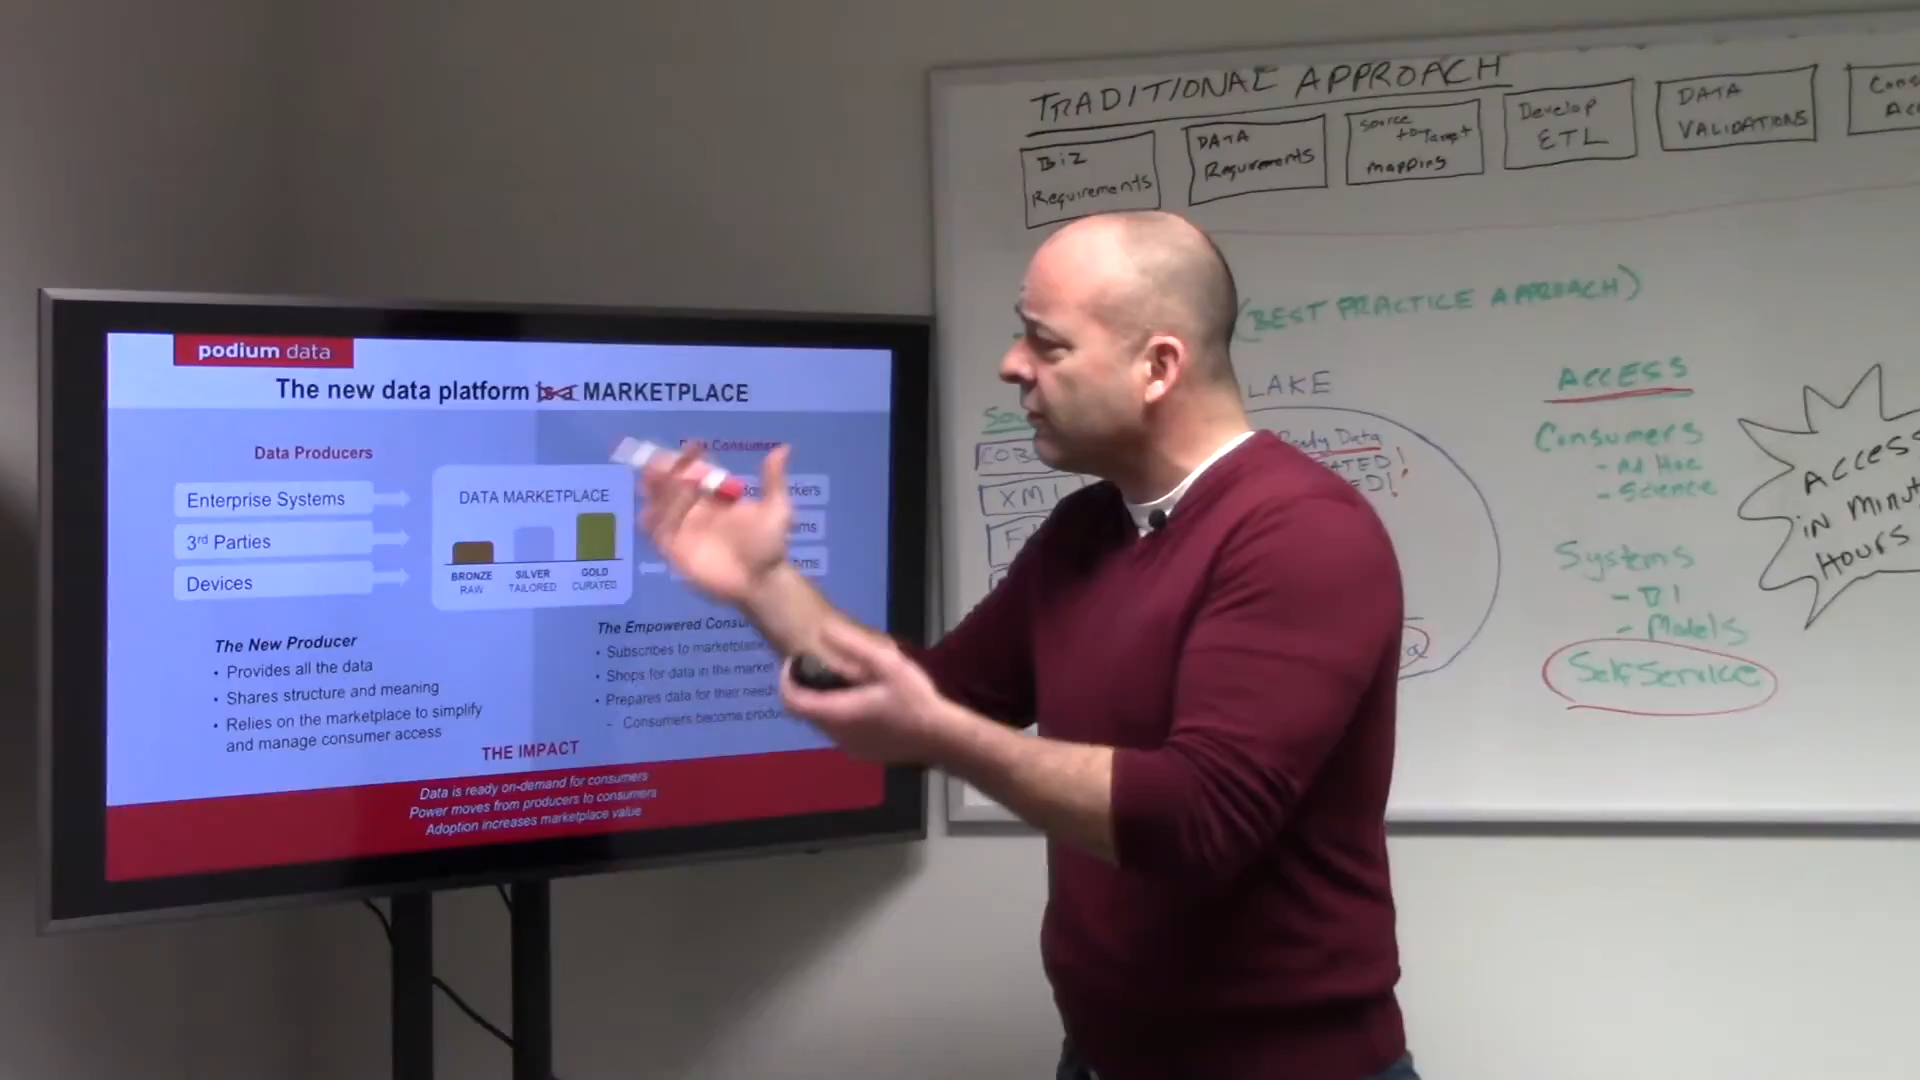 TRADITIONAL APPROACH
Biz
Requirements
DATA
Requrements
Source
to Target
mapping
Develop
ETL
DATA
VALIDATIONS
(BEST PRACTICE APPROACH)
LAKE
Ready Data
XML
ACCESS
Consumers
- Ad Hoc
- Science
Systems
- BI
- Models
Self Service
ACCESS
IN Minut
Hours
podium data
The new data platform is a MARKETPLACE
Data Producers
Data Consumers
Enterprise Systems
3rd Parties
Devices
DATA MARKETPLACE
BRONZE
RAW
SILVER
TAILORED
GOLD
CURATED
The New Producer
• Provides all the data
• Shares structure and meaning
• Relies on the marketplace to simplify
and manage consumer access
The Empowered Consu
• Subscribes to marketplace
• Shops for data in the market
• Prepares data for their needs
- Consumers become produ
THE IMPACT
Data is ready on-demand for consumers
Power moves from producers to consumers
Adoption increases marketplace value